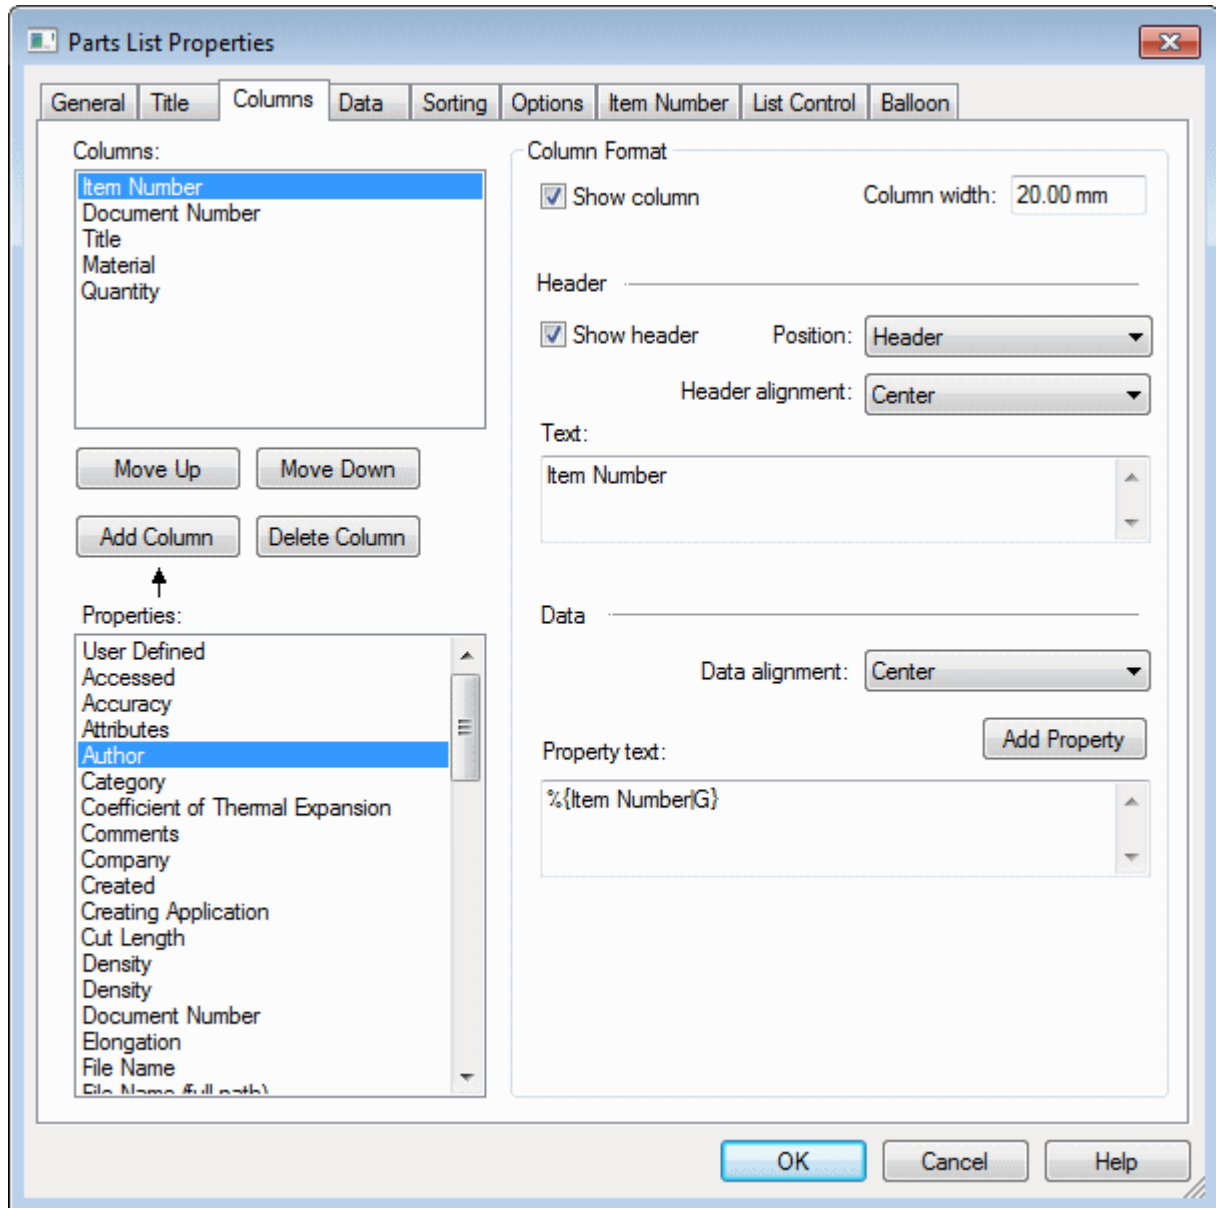 Parts List Properties
General Title Columns Data Sorting Options Item Number List Control Balloon
Columns:
Item Number
Document Number
Title
Material
Quantity
Move Up Move Down
Add Column Delete Column
Properties:
User Defined
Accessed
Accuracy
Attributes
Author
Category
Coefficient of Thermal Expansion
Comments
Company
Created
Creating Application
Cut Length
Density
Density
Document Number
Elongation
File Name
File Name (full path)
Column Format
Show column Column width: 20.00 mm
Header
Show header Position: Header
Header alignment: Center
Text:
Item Number
Data
Data alignment: Center
Add Property
Property text:
%{Item Number|G}
OK Cancel Help